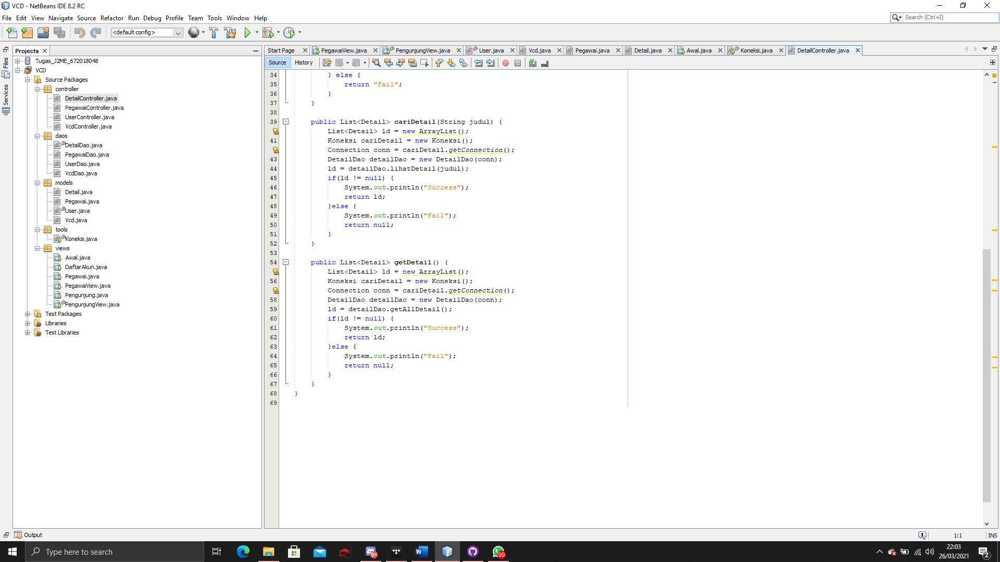 VCD - NetBeans IDE 8.2 RC
File Edit View Navigate Source Refactor Run Debug Profile Team Tools Window Help
Search (Ctrl+I)
<default config>
Projects
Start Page PegawaiView.java PengunjungView.java User.java Vcd.java Pegawai.java Detail.java Awal.java Koneksi.java DetailController.java
Source History
Files
Services
Tugas_J2ME_672018048
VCD
Source Packages
controller
DetailController.java
PegawaiController.java
UserController.java
VcdController.java
daos
DetailDao.java
PegawaiDao.java
UserDao.java
VcdDao.java
models
Detail.java
Pegawai.java
User.java
Vcd.java
tools
Koneksi.java
views
Awal.java
DaftarAkun.java
Pegawai.java
PegawaiView.java
Pengunjung.java
PengunjungView.java
Test Packages
Libraries
Test Libraries
34 } else {
35 return "Fail";
36 }
37 }
38
39 public List<Detail> cariDetail(String judul) {
List<Detail> ld = new ArrayList();
41 Koneksi cariDetail = new Koneksi();
Connection conn = cariDetail.getConnection();
43 DetailDao detailDao = new DetailDao(conn);
44 ld = detailDao.lihatDetail(judul);
45 if(ld != null) {
46 System.out.println("Success");
47 return ld;
48 }else {
49 System.out.println("Fail");
50 return null;
51 }
52 }
53
54 public List<Detail> getDetail() {
List<Detail> ld = new ArrayList();
56 Koneksi cariDetail = new Koneksi();
Connection conn = cariDetail.getConnection();
58 DetailDao detailDao = new DetailDao(conn);
59 ld = detailDao.getAllDetail();
60 if(ld != null) {
61 System.out.println("Success");
62 return ld;
63 }else {
64 System.out.println("Fail");
65 return null;
66 }
67 }
68 }
69
Output
1
1:1
INS
Type here to search
9+
99
22:03
26/03/2021
2